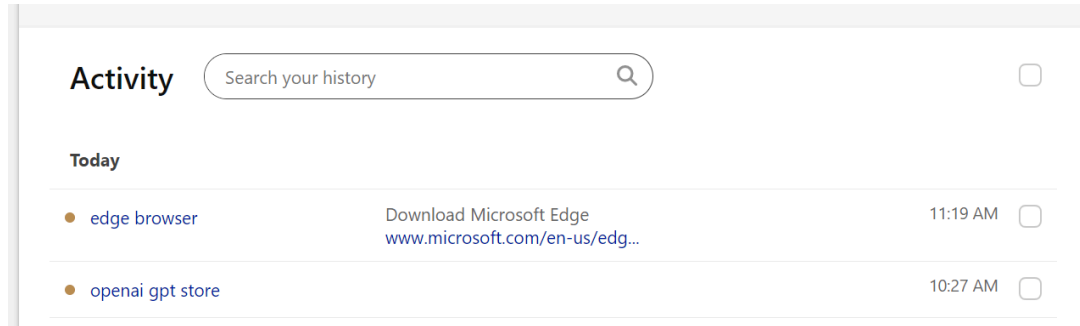 Activity
Search your history
Today
edge browser
Download Microsoft Edge
11:19 AM
www.microsoft.com/en-us/edg...
openai gpt store
10:27 AM